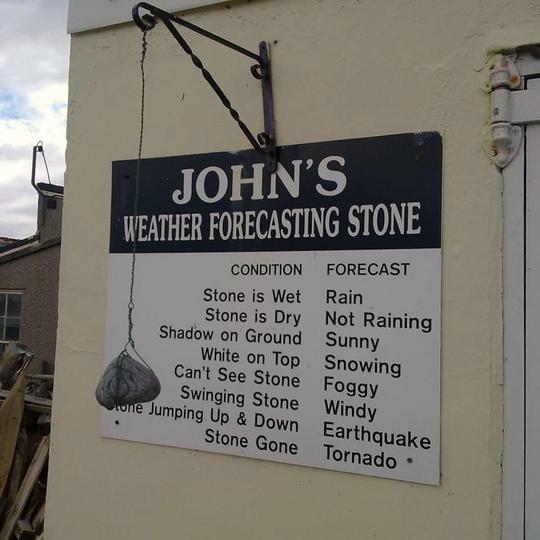 JOHN'S
WEATHER FORECASTING STONE
CONDITION FORECAST
Stone is Wet Rain
Stone is Dry Not Raining
Shadow on Ground Sunny
White on Top Snowing
Can't See Stone Foggy
Swinging Stone Windy
Stone Jumping Up & Down Earthquake
Stone Gone Tornado